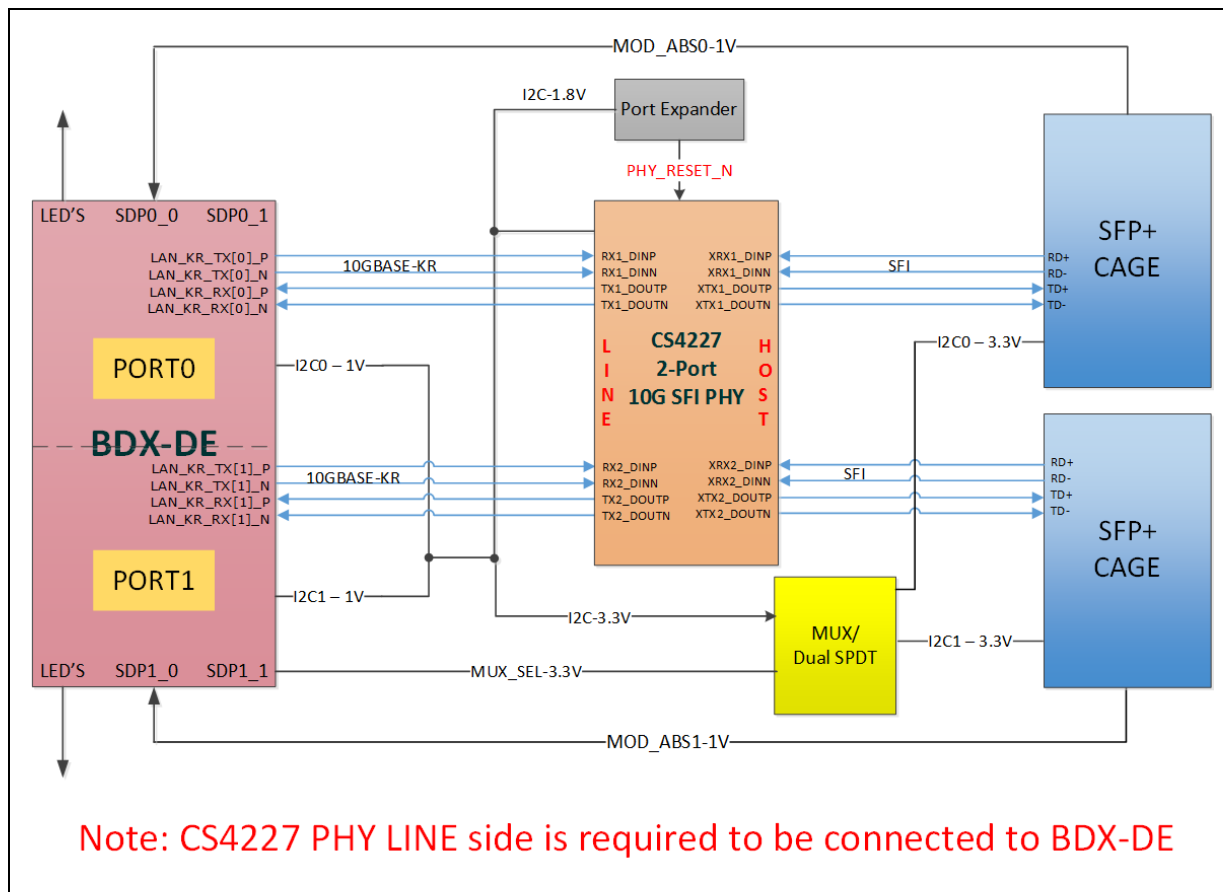 MOD_ABS0-1V
I2C-1.8V
Port Expander
PHY_RESET_N
LED'S SDP0_0 SDP0_1
LAN_KR_TX[0]_P
LAN_KR_TX[0]_N
LAN_KR_RX[0]_P
LAN_KR_RX[0]_N
10GBASE-KR
RX1_DINP
RX1_DINN
TX1_DOUTP
TX1_DOUTN
XRX1_DINP
XRX1_DINN
XTX1_DOUTP
XTX1_DOUTN
SFI
RD+
RD-
TD+
TD-
SFP+
CAGE
PORT0
I2C0 – 1V
LINE
CS4227
2-Port
10G SFI PHY
HOST
I2C0 – 3.3V
BDX-DE
LAN_KR_TX[1]_P
LAN_KR_TX[1]_N
LAN_KR_RX[1]_P
LAN_KR_RX[1]_N
10GBASE-KR
RX2_DINP
RX2_DINN
TX2_DOUTP
TX2_DOUTN
XRX2_DINP
XRX2_DINN
XTX2_DOUTP
XTX2_DOUTN
SFI
RD+
RD-
TD+
TD-
SFP+
CAGE
PORT1
I2C1 – 1V
I2C-3.3V
MUX/
Dual SPDT
I2C1 – 3.3V
LED'S SDP1_0 SDP1_1
MUX_SEL-3.3V
MOD_ABS1-1V
Note: CS4227 PHY LINE side is required to be connected to BDX-DE